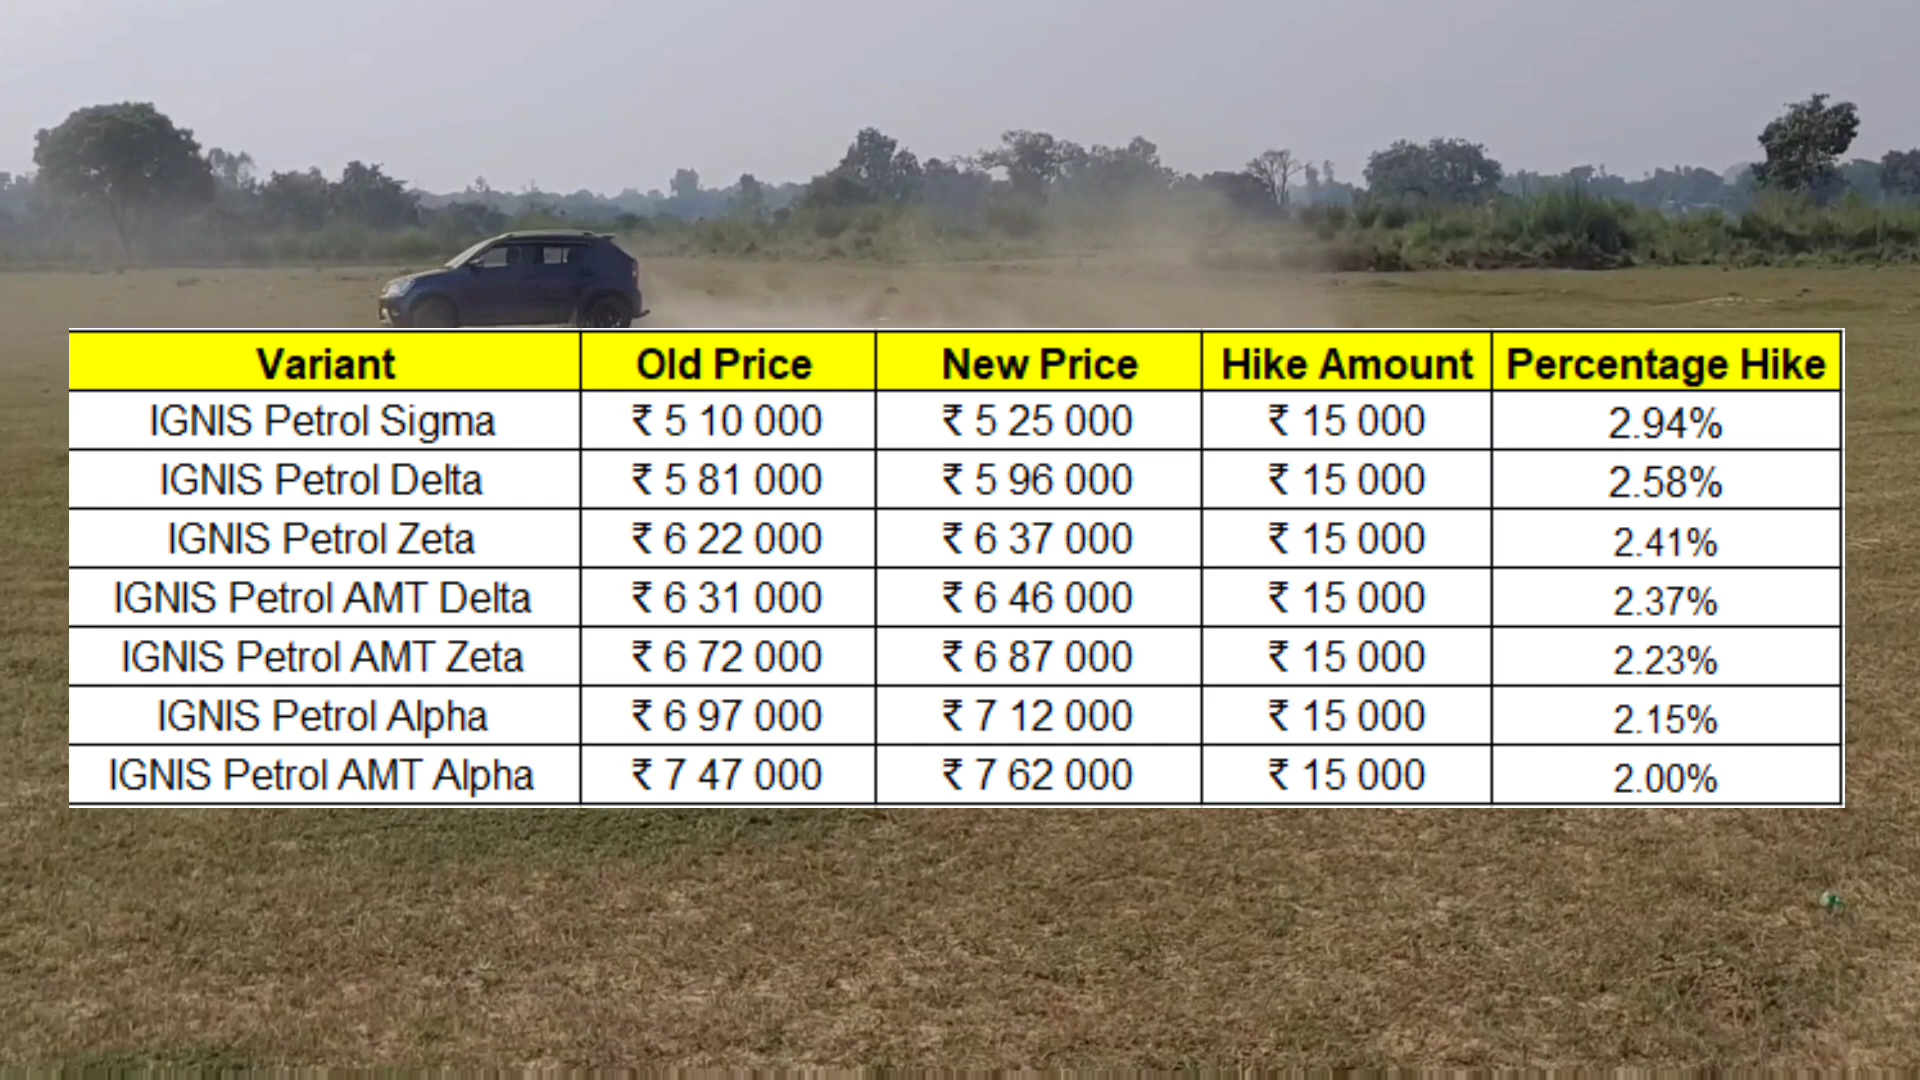 Variant Old Price New Price Hike Amount Percentage Hike
IGNIS Petrol Sigma ₹ 5 10 000 ₹ 5 25 000 ₹ 15 000 2.94%
IGNIS Petrol Delta ₹ 5 81 000 ₹ 5 96 000 ₹ 15 000 2.58%
IGNIS Petrol Zeta ₹ 6 22 000 ₹ 6 37 000 ₹ 15 000 2.41%
IGNIS Petrol AMT Delta ₹ 6 31 000 ₹ 6 46 000 ₹ 15 000 2.37%
IGNIS Petrol AMT Zeta ₹ 6 72 000 ₹ 6 87 000 ₹ 15 000 2.23%
IGNIS Petrol Alpha ₹ 6 97 000 ₹ 7 12 000 ₹ 15 000 2.15%
IGNIS Petrol AMT Alpha ₹ 7 47 000 ₹ 7 62 000 ₹ 15 000 2.00%